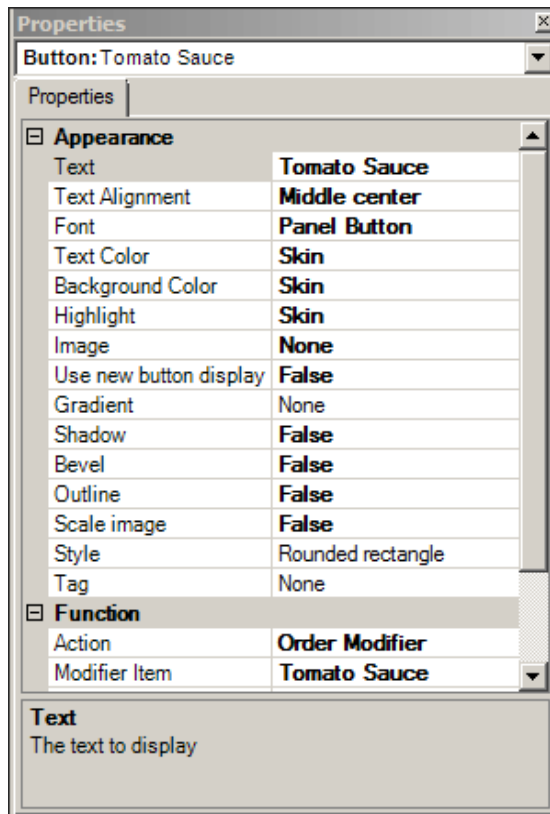 Properties
Button: Tomato Sauce
Properties
Appearance
Text Tomato Sauce
Text Alignment Middle center
Font Panel Button
Text Color Skin
Background Color Skin
Highlight Skin
Image None
Use new button display False
Gradient None
Shadow False
Bevel False
Outline False
Scale image False
Style Rounded rectangle
Tag None
Function
Action Order Modifier
Modifier Item Tomato Sauce
Text
The text to display